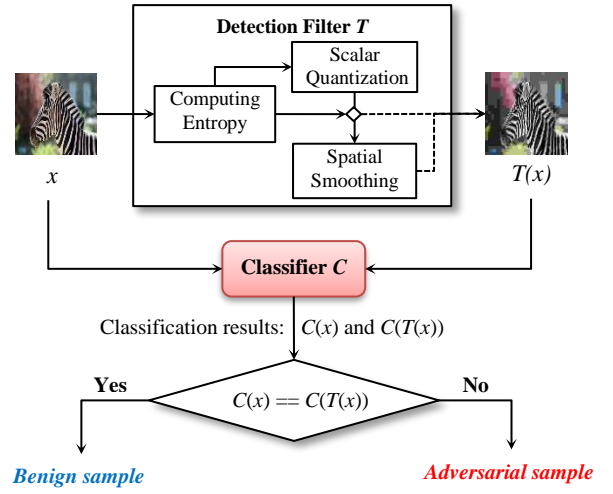 Detection Filter T
Scalar
Quantization
Computing
Entropy
Spatial
Smoothing
x
T(x)
Classifier C
Classification results: C(x) and C(T(x))
Yes
No
C(x) == C(T(x))
Benign sample
Adversarial sample